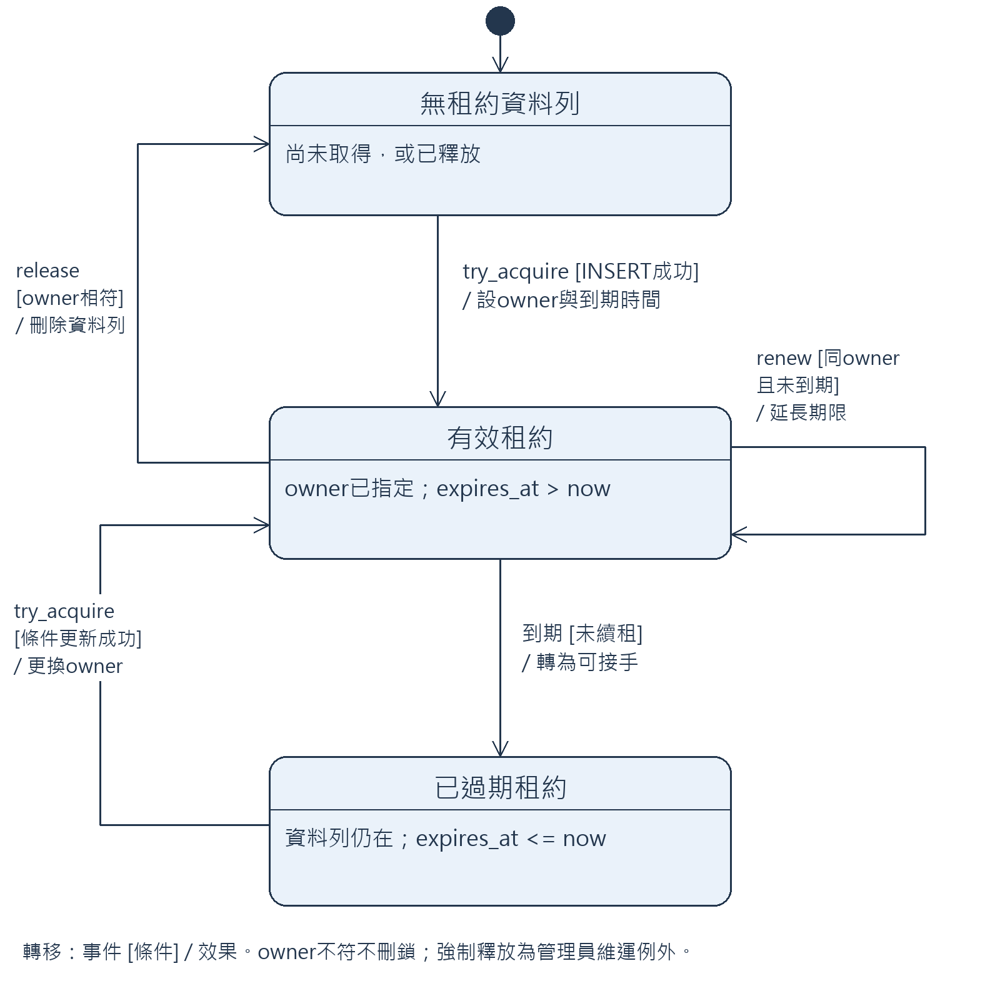 無租約資料列
尚未取得，或已釋放
release
[owner相符]
/ 刪除資料列
try_acquire [INSERT成功]
/ 設owner與到期時間
renew [同owner
且未到期]
/ 延長期限
有效租約
owner已指定；expires_at > now
try_acquire
[條件更新成功]
/ 更換owner
到期 [未續租]
/ 轉為可接手
已過期租約
資料列仍在；expires_at <= now
轉移：事件 [條件] / 效果。owner不符不刪鎖；強制釋放為管理員維運例外。